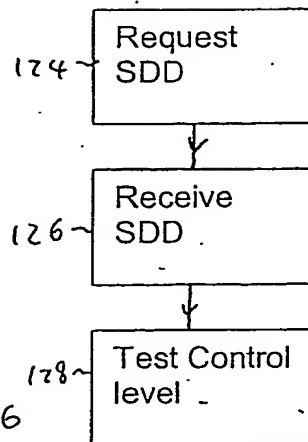 Request
124
SDD
Receive
126
SDD
Test Control
128
level
6